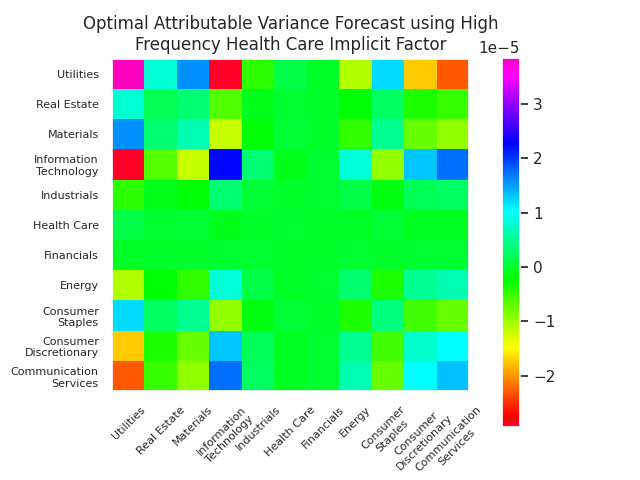 Optimal Attributable Variance Forecast using High
Frequency Health Care Implicit Factor
1e−5
Utilities
Real Estate
Materials
Information
Technology
Industrials
Health Care
Financials
Energy
Consumer
Staples
Consumer
Discretionary
Communication
Services
3
2
1
0
−1
−2
Utilities
Real Estate
Materials
Information
Technology
Industrials
Health Care
Financials
Energy
Consumer
Staples
Consumer
Discretionary
Communication
Services